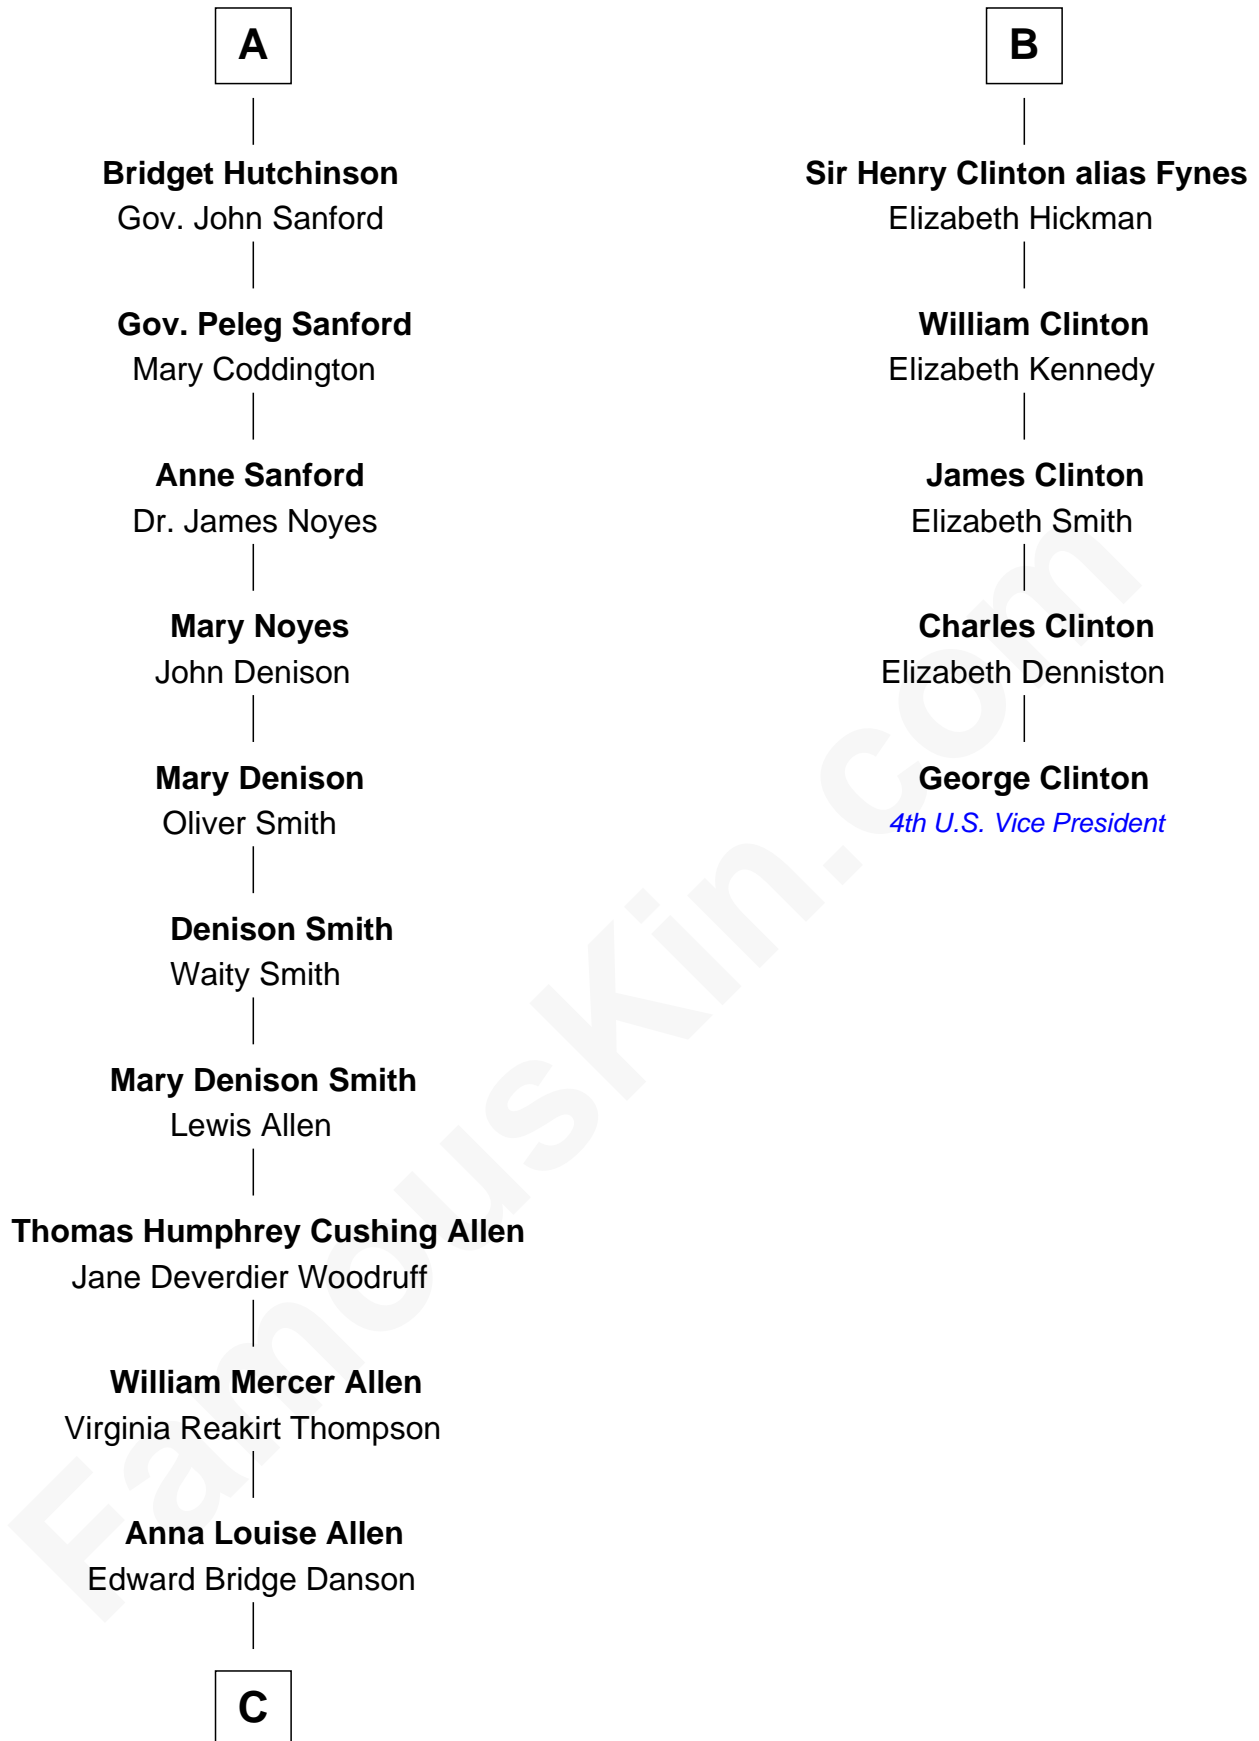 A
Bridget Hutchinson
Gov. John Sanford
Gov. Peleg Sanford
Mary Coddington
Anne Sanford
Dr. James Noyes
Mary Noyes
John Denison
Mary Denison
Oliver Smith
Denison Smith
Waity Smith
Mary Denison Smith
Lewis Allen
Thomas Humphrey Cushing Allen
Jane Deverdier Woodruff
William Mercer Allen
Virginia Reakirt Thompson
Anna Louise Allen
Edward Bridge Danson
C
B
Sir Henry Clinton alias Fynes
Elizabeth Hickman
William Clinton
Elizabeth Kennedy
James Clinton
Elizabeth Smith
Charles Clinton
Elizabeth Denniston
George Clinton
4th U.S. Vice President
FamousKin.com